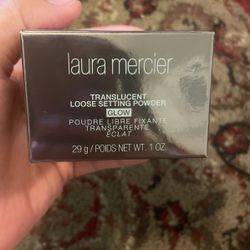 laura mercier
TRANSLUCENT
LOOSE SETTING POWDER
GLOW
POUDRE LIBRE FIXANTE
TRANSPARENTE
ÉCLAT
29 g / POIDS NET WT. 1 OZ.